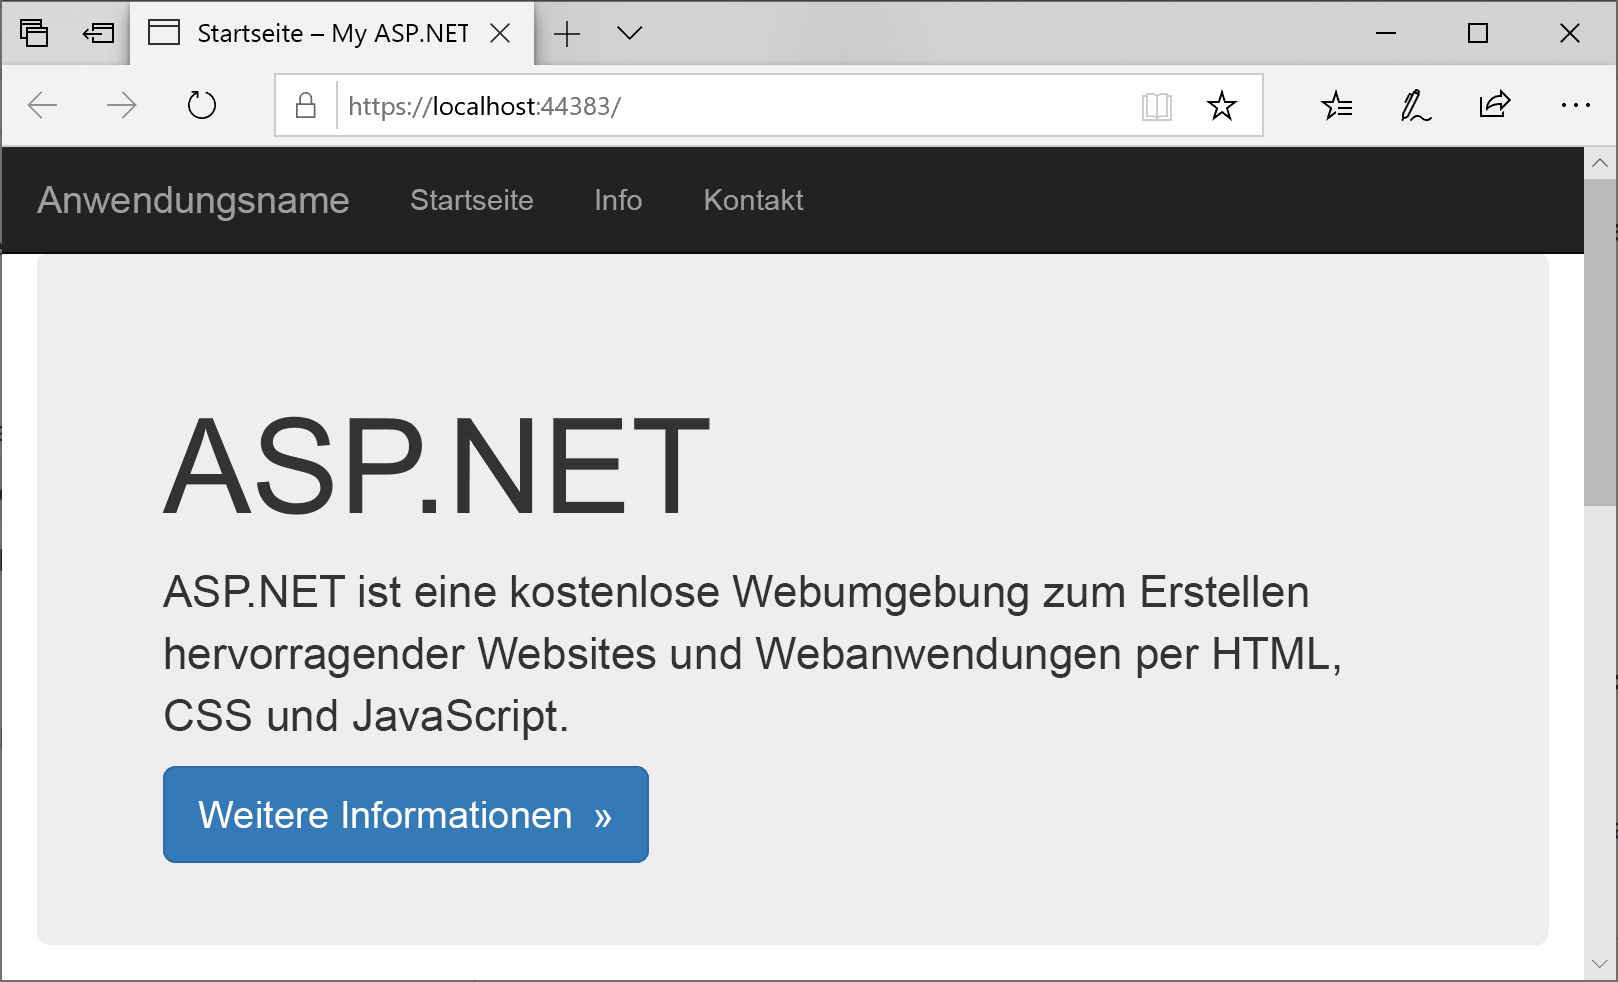 Startseite – My ASP.NET
https://localhost:44383/
Anwendungsname Startseite Info Kontakt
ASP.NET
ASP.NET ist eine kostenlose Webumgebung zum Erstellen
hervorragender Websites und Webanwendungen per HTML,
CSS und JavaScript.
Weitere Informationen »